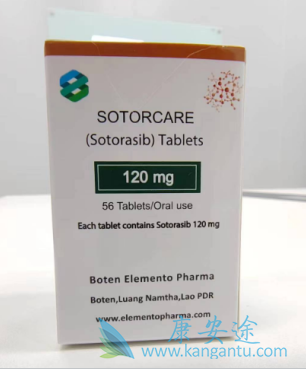 SOTORCARE
(Sotorasib) Tablets
120 mg
56 Tablets/Oral use
Each tablet contains Sotorasib 120 mg
Boten Elemento Pharma
Boten,Luang Namtha,Lao PDR
www.elementopharma.com
康安途
www.kangantu.com